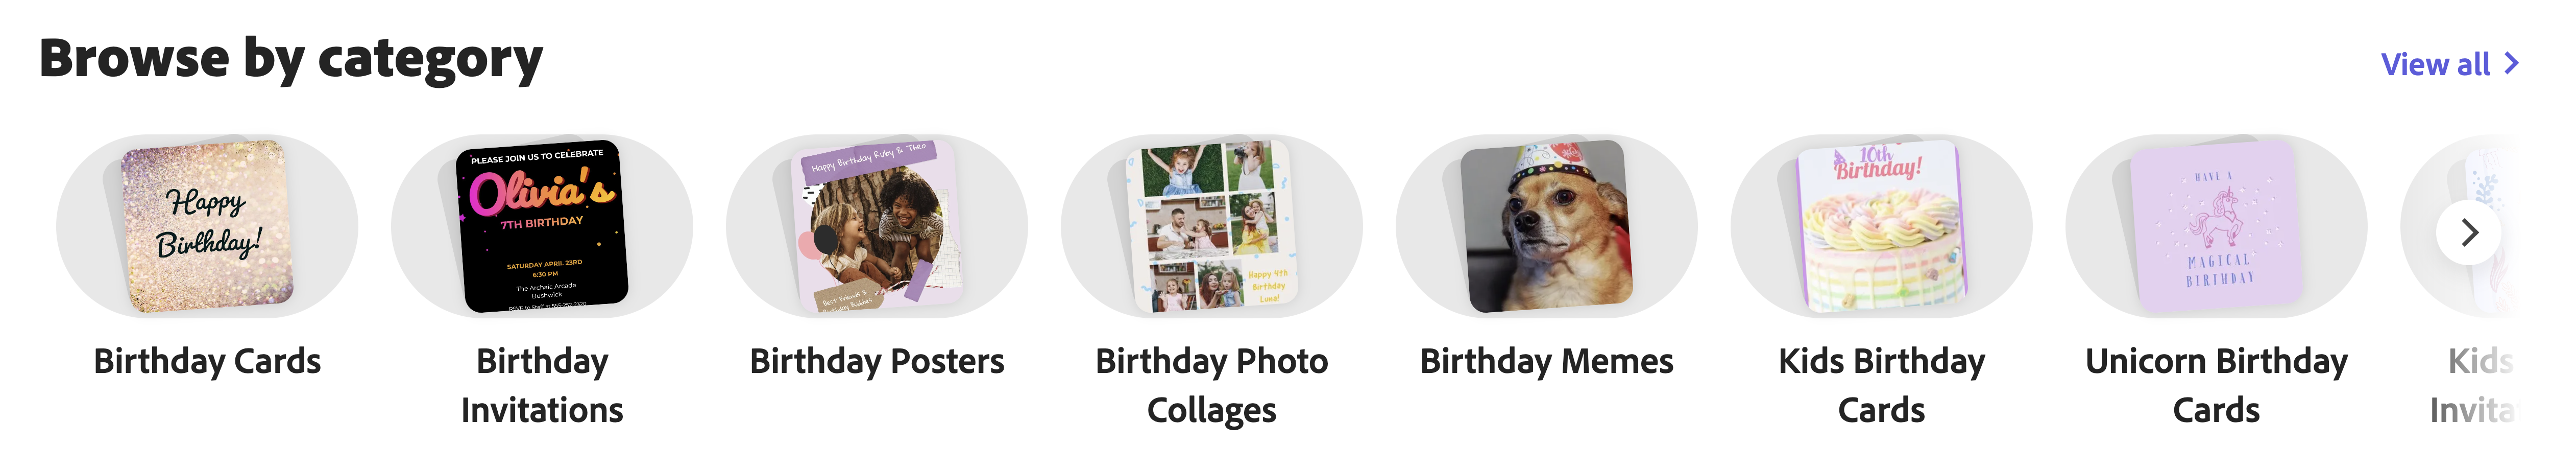 Browse by category
View all
Happy
Birthday!
Birthday Cards
PLEASE JOIN US TO CELEBRATE
Olivia's
7TH BIRTHDAY
SATURDAY APRIL 23RD
6:30 PM
The Archaic Arcade
Bushwick
Birthday
Invitations
Happy Birthday Ruby & Theo
Best Friends &
Birthday Posters
Happy 4th
Birthday
Luna!
Birthday Photo
Collages
Birthday Memes
10th
Birthday!
Kids Birthday
Cards
HAVE A
MAGICAL
BIRTHDAY
Unicorn Birthday
Cards
Kids
Invita